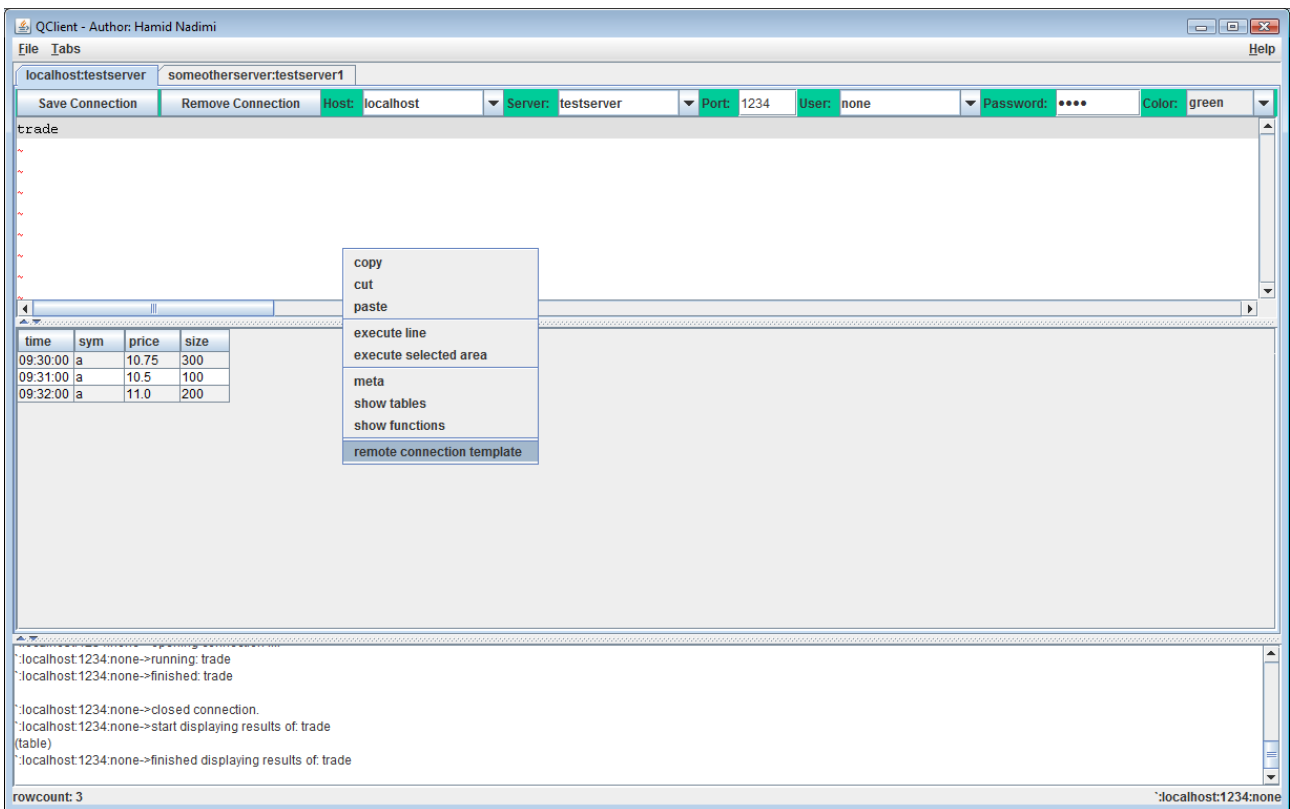 QClient - Author: Hamid Nadimi
File Tabs Help
localhost:testserver someotherserver:testserver1
Save Connection Remove Connection Host: localhost Server: testserver Port: 1234 User: none Password: •••• Color: green
trade
~
~
~
~
~
~
~
~
copy
cut
paste
execute line
execute selected area
meta
show tables
show functions
remote connection template
time sym price size
09:30:00 a 10.75 300
09:31:00 a 10.5 100
09:32:00 a 11.0 200
`:localhost:1234:none->running: trade
`:localhost:1234:none->finished: trade
`:localhost:1234:none->closed connection.
`:localhost:1234:none->start displaying results of: trade
(table)
`:localhost:1234:none->finished displaying results of: trade
rowcount: 3 `:localhost:1234:none